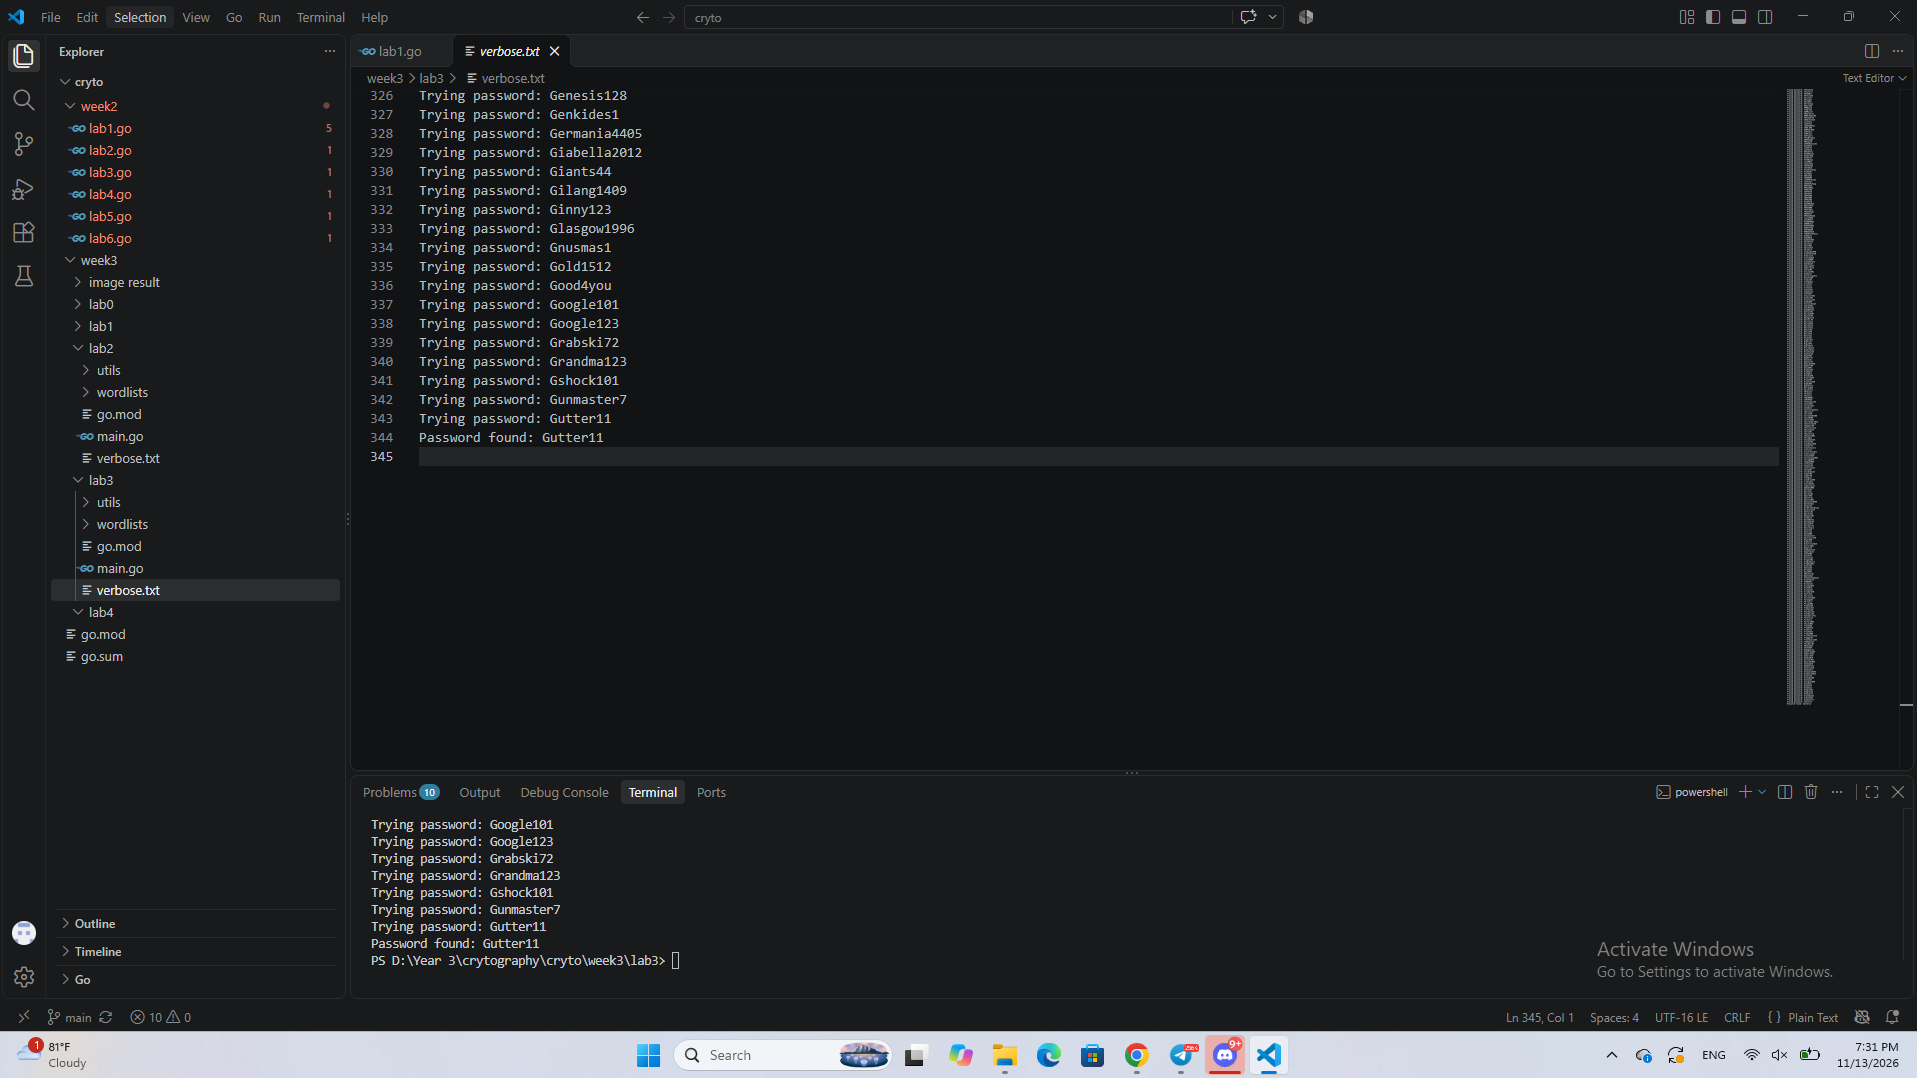 File Edit Selection View Go Run Terminal Help
cryto
Explorer
lab1.go
verbose.txt
week3 > lab3 > verbose.txt
Text Editor
cryto
week2
lab1.go 5
lab2.go 1
lab3.go 1
lab4.go 1
lab5.go 1
lab6.go 1
week3
image result
lab0
lab1
lab2
utils
wordlists
go.mod
main.go
verbose.txt
lab3
utils
wordlists
go.mod
main.go
verbose.txt
lab4
go.mod
go.sum
Outline
Timeline
Go
326 Trying password: Genesis128
327 Trying password: Genkides1
328 Trying password: Germania4405
329 Trying password: Giabella2012
330 Trying password: Giants44
331 Trying password: Gilang1409
332 Trying password: Ginny123
333 Trying password: Glasgow1996
334 Trying password: Gnusmas1
335 Trying password: Gold1512
336 Trying password: Good4you
337 Trying password: Google101
338 Trying password: Google123
339 Trying password: Grabski72
340 Trying password: Grandma123
341 Trying password: Gshock101
342 Trying password: Gunmaster7
343 Trying password: Gutter11
344 Password found: Gutter11
345
Problems 10 Output Debug Console Terminal Ports
powershell
Trying password: Google101
Trying password: Google123
Trying password: Grabski72
Trying password: Grandma123
Trying password: Gshock101
Trying password: Gunmaster7
Trying password: Gutter11
Password found: Gutter11
PS D:\Year 3\crytography\cryto\week3\lab3>
Activate Windows
Go to Settings to activate Windows.
main 10 0
Ln 345, Col 1 Spaces: 4 UTF-16 LE CRLF {} Plain Text
1 81°F
Cloudy
Search
9+
ENG
7:31 PM
11/13/2026